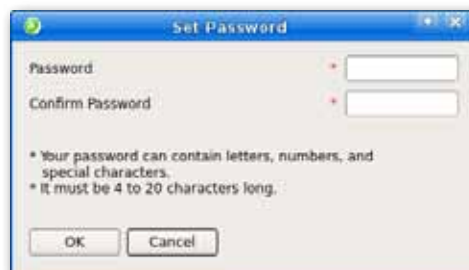 Set Password
Password *
Confirm Password *
* Your password can contain letters, numbers, and
special characters.
* It must be 4 to 20 characters long.
OK Cancel